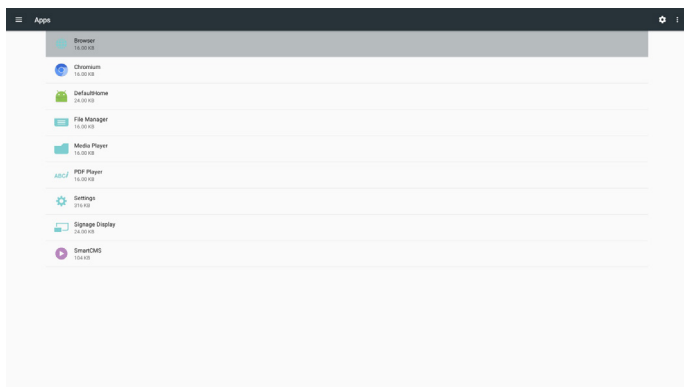 Apps
Browser
16.00 KB
Chromium
16.00 KB
DefaultHome
24.00 KB
File Manager
16.00 KB
Media Player
16.00 KB
ABCi
PDF Player
16.00 KB
Settings
316 KB
Signage Display
24.00 KB
SmartCMS
104 KB